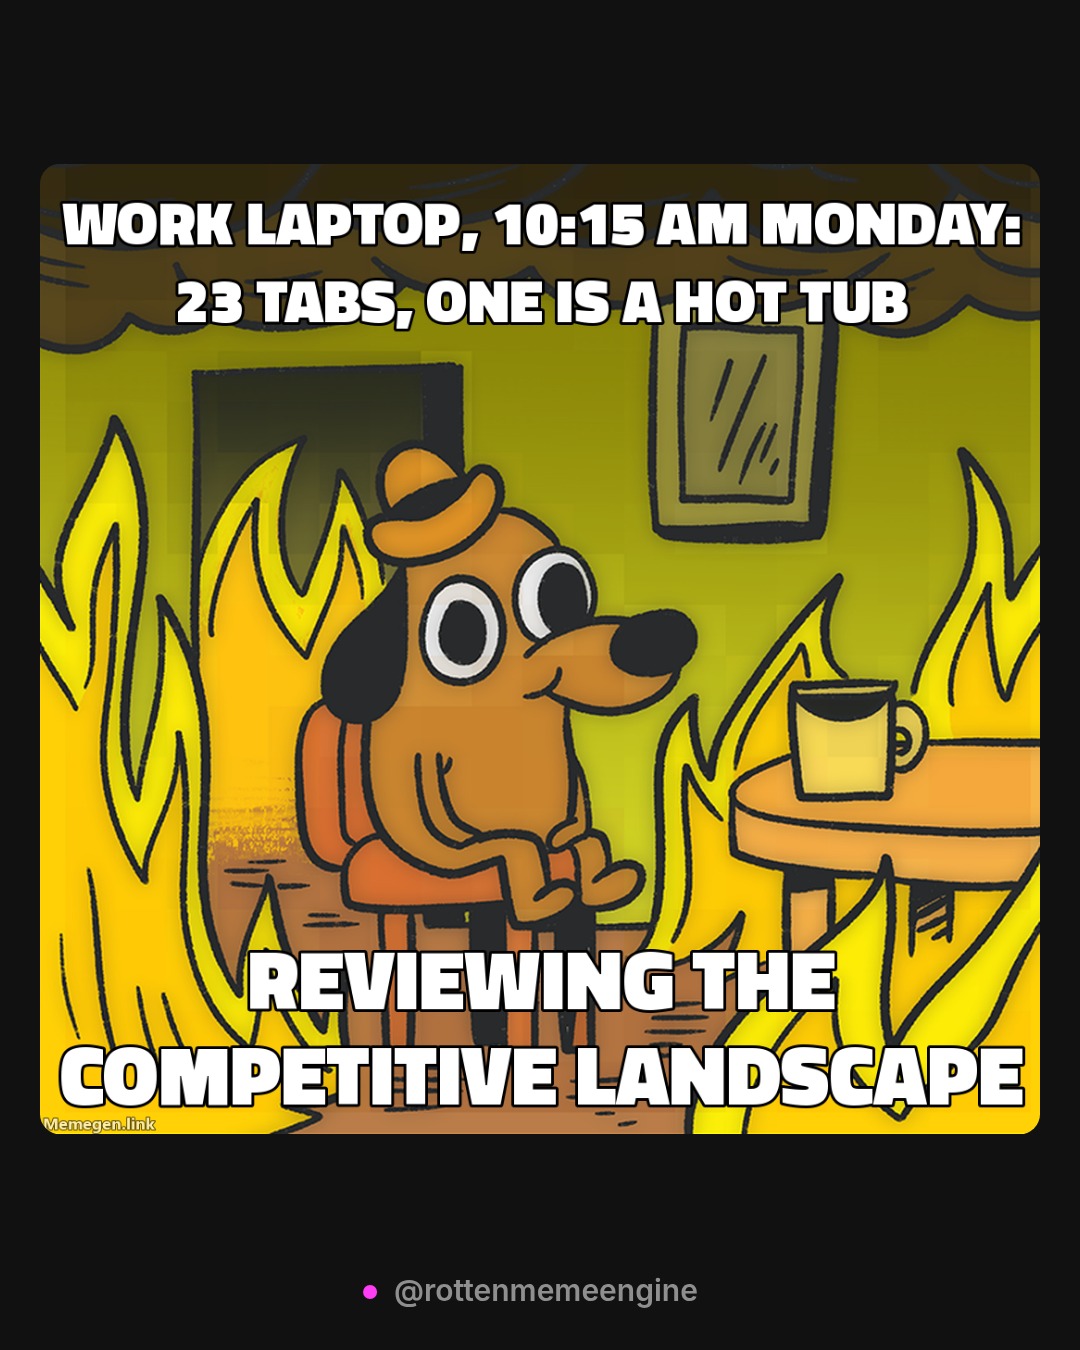 WORK LAPTOP, 10:15 AM MONDAY:
23 TABS, ONE IS A HOT TUB
REVIEWING THE
COMPETITIVE LANDSCAPE
Memegen.link
@rottenmemeengine